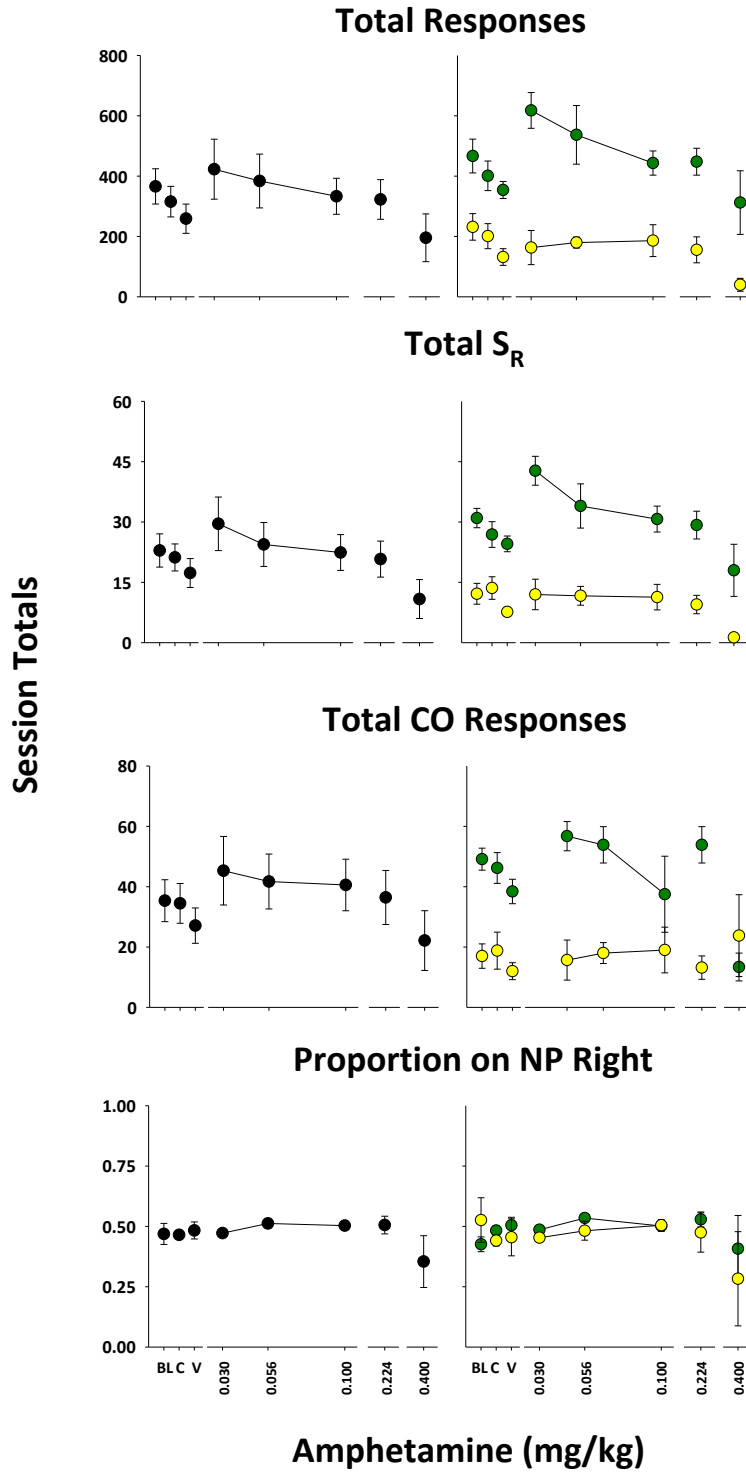 Total Responses
800
600
400
200
0
Total S_R
60
45
30
15
0
Session Totals
Total CO Responses
80
60
40
20
0
Proportion on NP Right
1.00
0.75
0.50
0.25
0.00
BL C V 0.030 0.056 0.100 0.224 0.400 BL C V 0.030 0.056 0.100 0.224 0.400
Amphetamine (mg/kg)